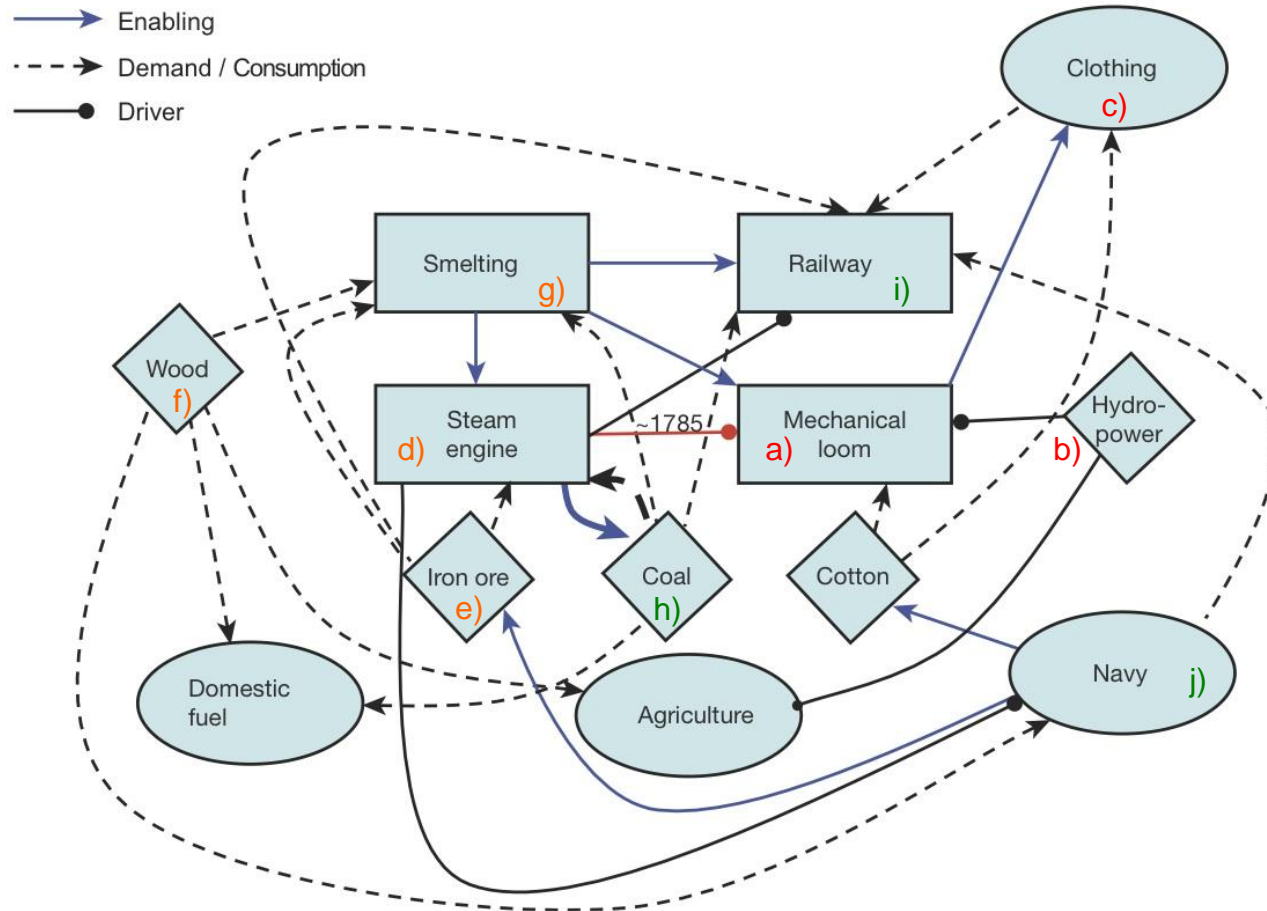 Enabling
Demand / Consumption
Driver
Clothing
c)
Smelting
g)
Railway
i)
Wood
f)
Steam
engine
d)
~1785
Mechanical
loom
a)
Hydro-
power
b)
Iron ore
e)
Coal
h)
Cotton
Domestic
fuel
Agriculture
Navy
j)